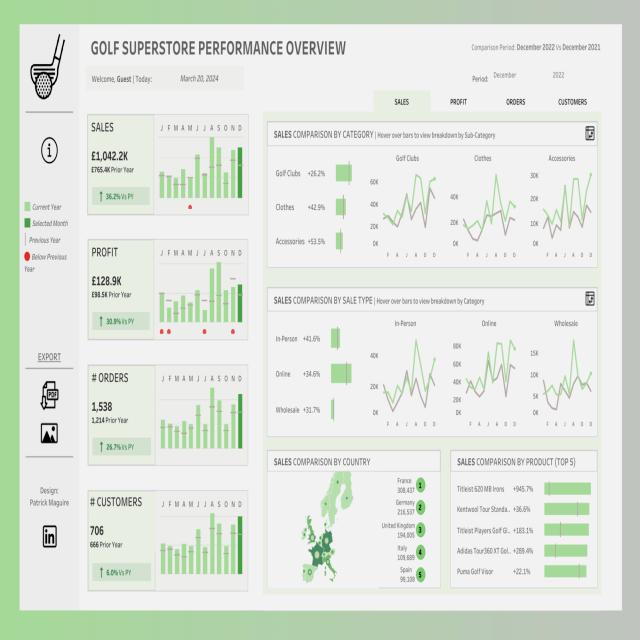 GOLF SUPERSTORE PERFORMANCE OVERVIEW
Comparison Period: December 2022 Vs December 2021
Welcome, Guest | Today: March 20, 2024
Period: December 2022
SALES PROFIT ORDERS CUSTOMERS
Current Year
Selected Month
Previous Year
Below Previous
Year
EXPORT
PDF
Design:
Patrick Maguire
in
SALES
J F M A M J J A S O N D
£1,042.2K
£765.4K Prior Year
↑ 36.2% Vs PY
PROFIT
J F M A M J J A S O N D
£128.9K
£98.5K Prior Year
↑ 30.9% Vs PY
# ORDERS
J F M A M J J A S O N D
1,538
1,214 Prior Year
↑ 26.7% Vs PY
# CUSTOMERS
J F M A M J J A S O N D
706
666 Prior Year
↑ 6.0% Vs PY
SALES COMPARISON BY CATEGORY | Hover over bars to view breakdown by Sub-Category
Golf Clubs +26.2%
Clothes +42.9%
Accessories +53.5%
Golf Clubs
60K
40K
20K
0K
F A J A O D
Clothes
40K
20K
0K
F A J A O D
Accessories
30K
20K
10K
0K
F A J A O D
SALES COMPARISON BY SALE TYPE | Hover over bars to view breakdown by Category
In-Person +41.6%
Online +34.6%
Wholesale +31.7%
In-Person
40K
20K
0K
F A J A O D
Online
80K
60K
40K
20K
0K
F A J A O D
Wholesale
15K
10K
5K
0K
F A J A O D
SALES COMPARISON BY COUNTRY
France
308,437 1
Germany
216,537 2
United Kingdom
194,005 3
Italy
109,689 4
Spain
99,108 5
SALES COMPARISON BY PRODUCT (TOP 5)
Titleist 620 MB Irons +945.7%
Kentwool Tour Standa.. +36.6%
Titleist Players Golf Gl.. +183.1%
Adidas Tour360 XT Gol.. +289.4%
Puma Golf Visor +22.1%